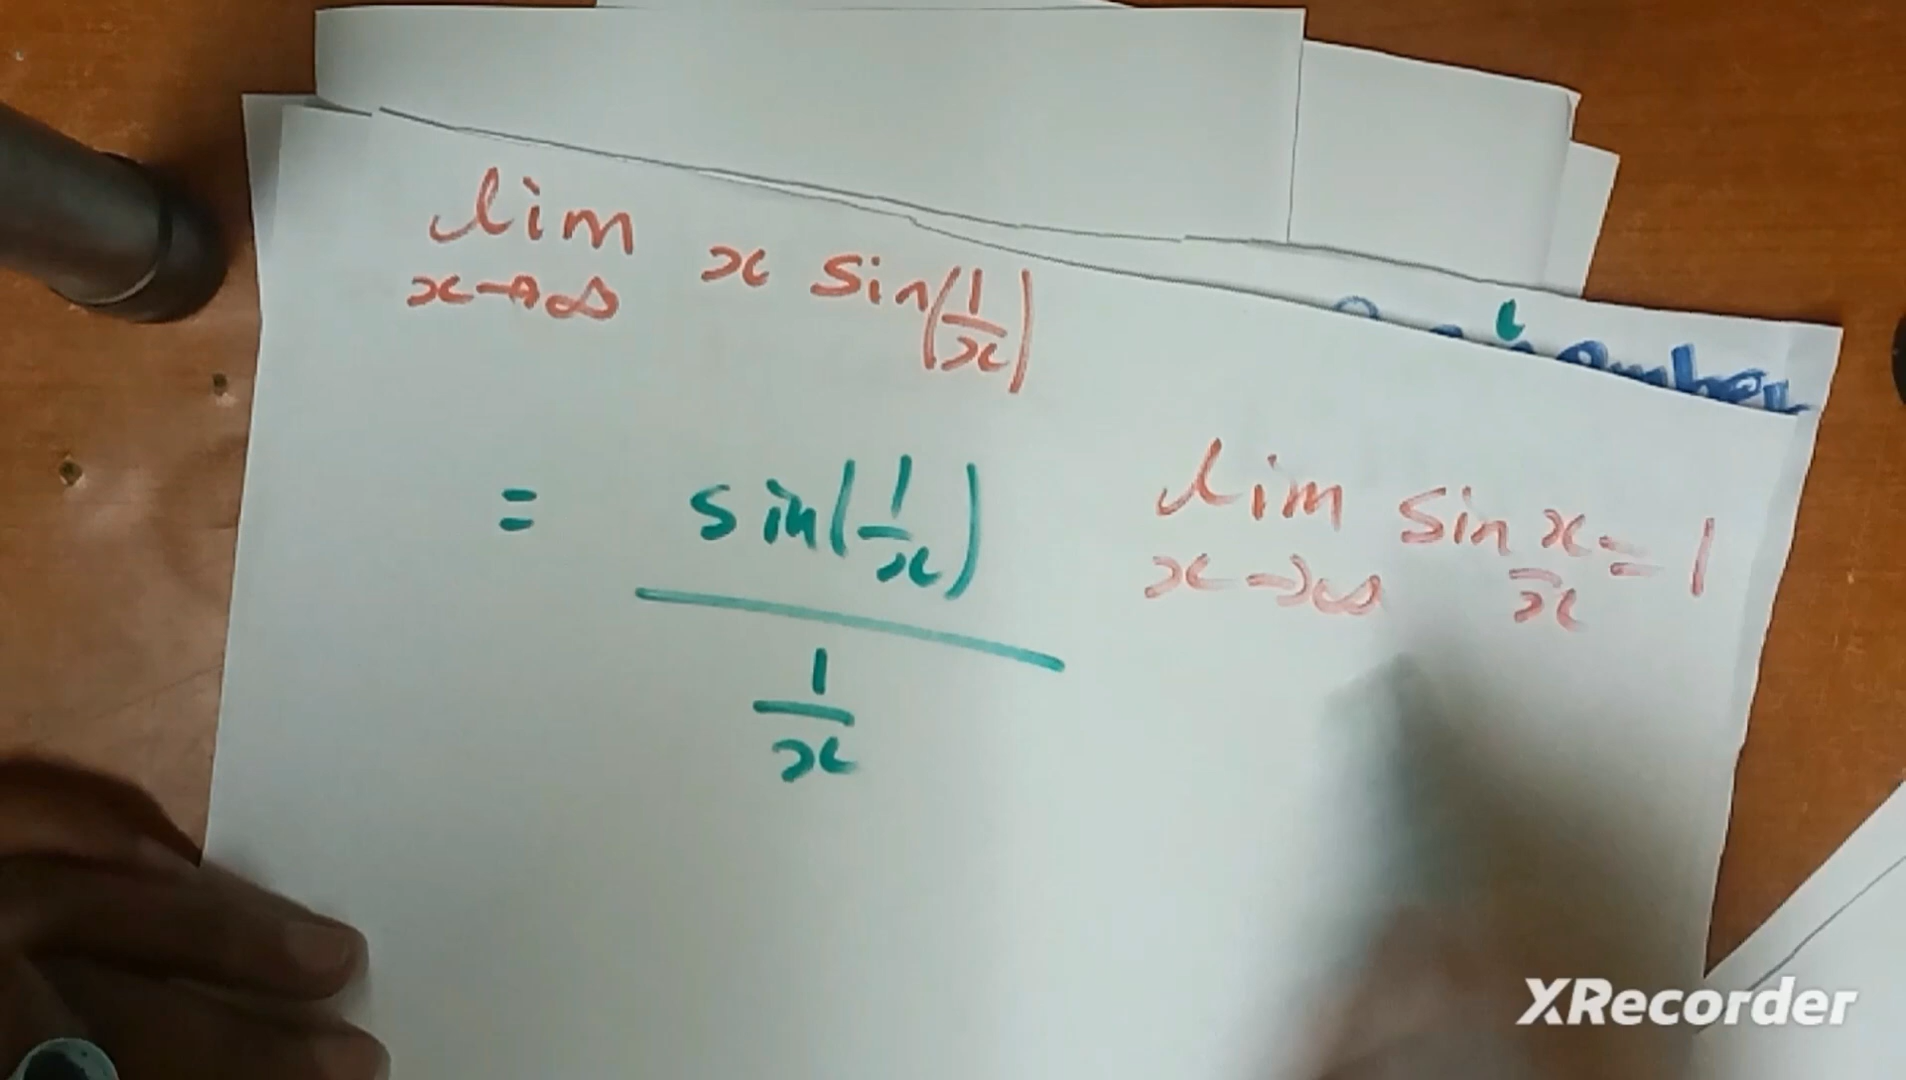 lim x sin(1/x)
x→∞
= sin(1/x)
1/x
lim sin x/x = 1
x→∞
XRecorder